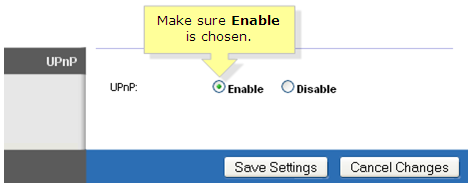 Make sure Enable
is chosen.
UPnP
UPnP: Enable Disable
Save Settings Cancel Changes